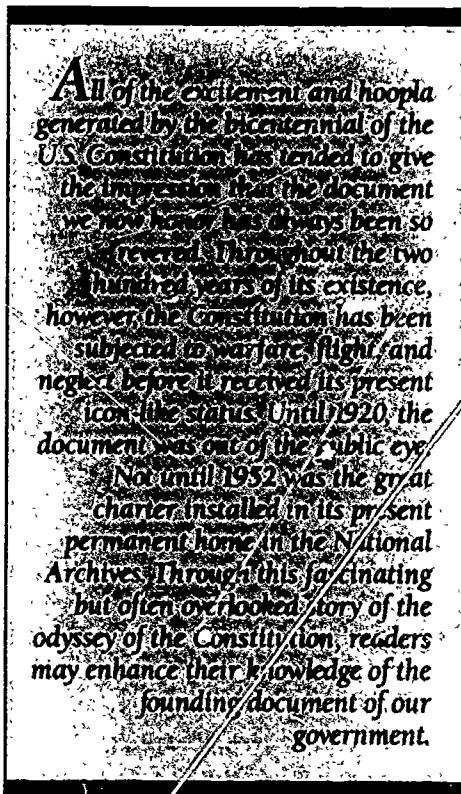 All of the excitement and hoopla
generated by the bicentennial of the
U.S. Constitution has tended to give
the impression that the document
we now honor has always been so
revered. Throughout the two
hundred years of its existence,
however, the Constitution has been
subjected to warfare, flight, and
neglect before it received its present
icon-like status. Until 1920, the
document was out of the public eye.
Not until 1952 was the great
charter installed in its present
permanent home in the National
Archives. Through this fascinating
but often overlooked story of the
odyssey of the Constitution, readers
may enhance their knowledge of the
founding document of our
government.